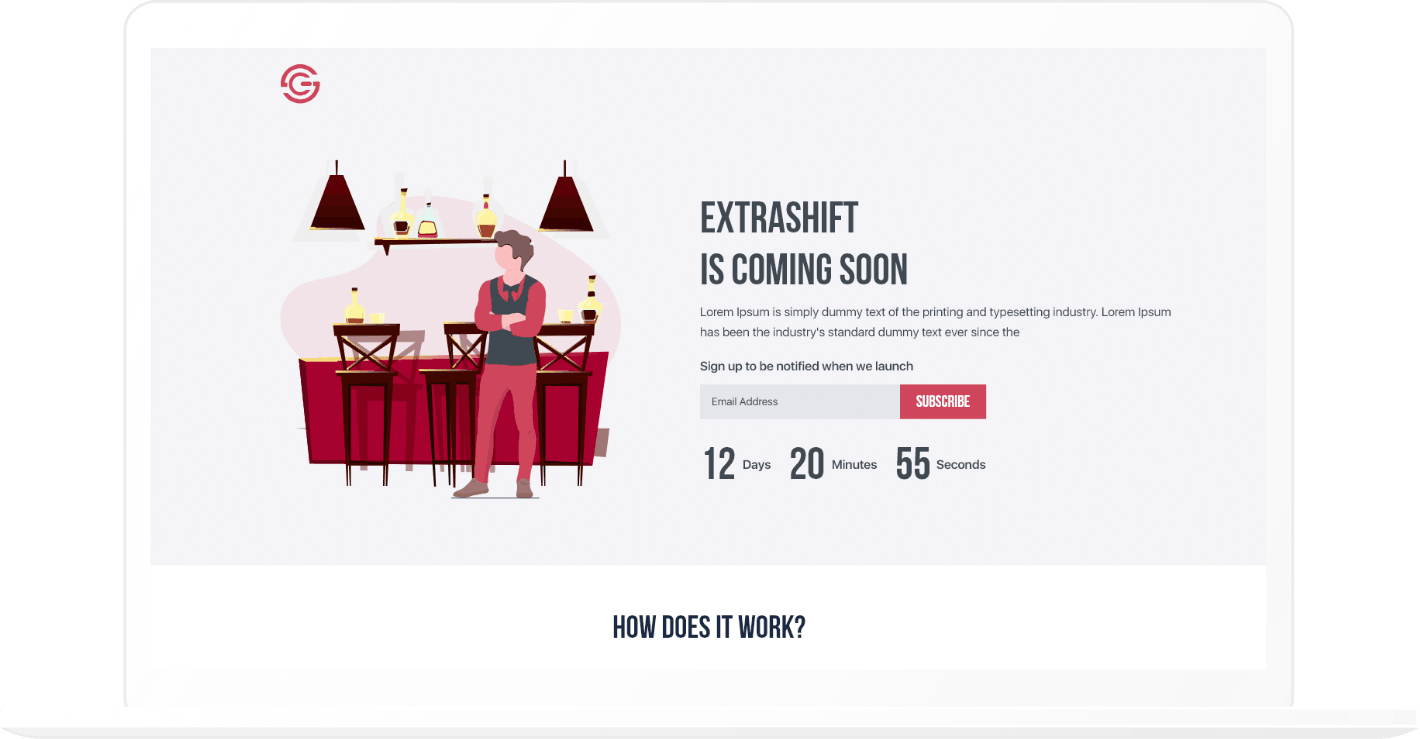 EXTRASHIFT
IS COMING SOON
Lorem Ipsum is simply dummy text of the printing and typesetting industry. Lorem Ipsum
has been the industry's standard dummy text ever since the
Sign up to be notified when we launch
Email Address SUBSCRIBE
12 Days 20 Minutes 55 Seconds
HOW DOES IT WORK?